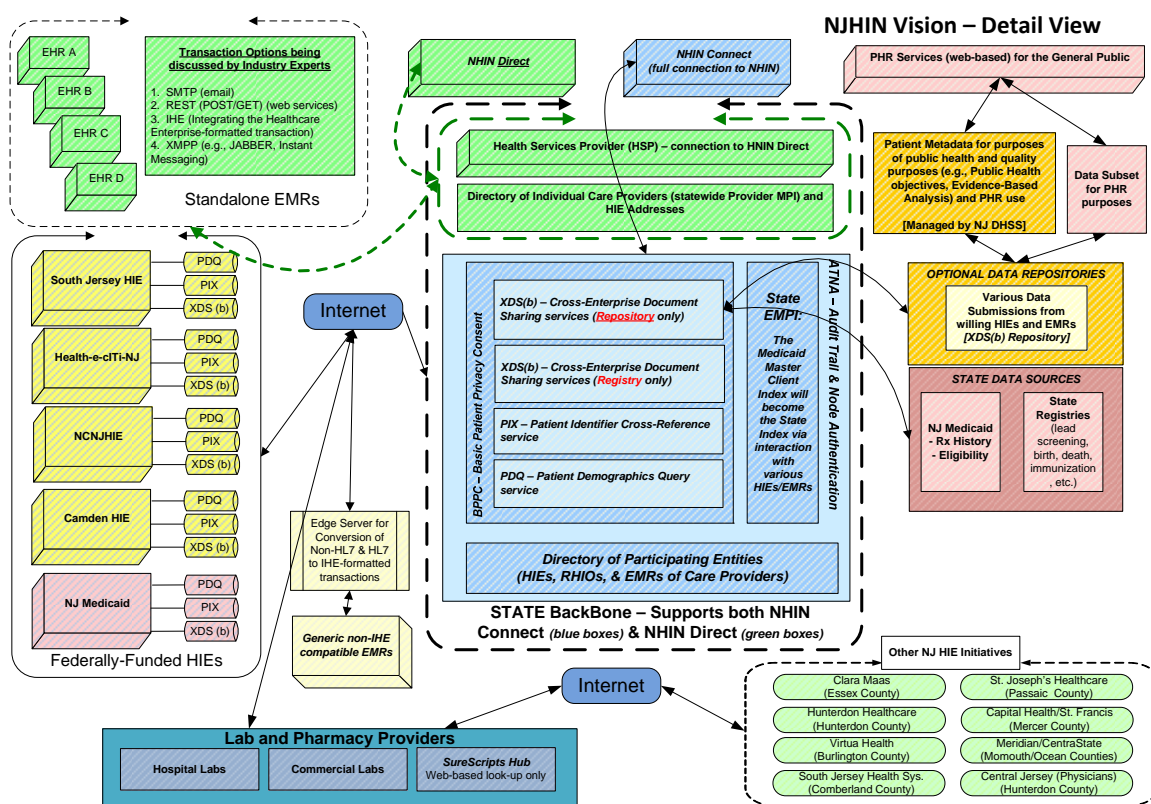 NJHIN Vision – Detail View
EHR A
EHR B
EHR C
EHR D
Transaction Options being
discussed by Industry Experts
1. SMTP (email)
2. REST (POST/GET) (web services)
3. IHE (Integrating the Healthcare
Enterprise-formatted transaction)
4. XMPP (e.g., JABBER, Instant
Messaging)
Standalone EMRs
NHIN Direct
NHIN Connect
(full connection to NHIN)
PHR Services (web-based) for the General Public
Health Services Provider (HSP) – connection to HNIN Direct
Directory of Individual Care Providers (statewide Provider MPI) and
HIE Addresses
Patient Metadata for purposes
of public health and quality
purposes (e.g., Public Health
objectives, Evidence-Based
Analysis) and PHR use
[Managed by NJ DHSS]
Data Subset
for PHR
purposes
South Jersey HIE
PDQ
PIX
XDS (b)
Health-e-cITi-NJ
PDQ
PIX
XDS (b)
NCNJHIE
PDQ
PIX
XDS (b)
Camden HIE
PDQ
PIX
XDS (b)
NJ Medicaid
PDQ
PIX
XDS (b)
Federally-Funded HIEs
Internet
Edge Server for
Conversion of
Non-HL7 & HL7
to IHE-formatted
transactions
Generic non-IHE
compatible EMRs
BPPC – Basic Patient Privacy Consent
XDS(b) – Cross-Enterprise Document
Sharing services (Repository only)
XDS(b) – Cross-Enterprise Document
Sharing services (Registry only)
PIX – Patient Identifier Cross-Reference
service
PDQ – Patient Demographics Query
service
State
EMPI:
The
Medicaid
Master
Client
Index will
become
the State
Index via
interaction
with
various
HIEs/EMRs
ATNA – Audit Trail & Node Authentication
Directory of Participating Entities
(HIEs, RHIOs, & EMRs of Care Providers)
STATE BackBone – Supports both NHIN
Connect (blue boxes) & NHIN Direct (green boxes)
OPTIONAL DATA REPOSITORIES
Various Data
Submissions from
willing HIEs and EMRs
[XDS(b) Repository]
STATE DATA SOURCES
NJ Medicaid
- Rx History
- Eligibility
State
Registries
(lead
screening,
birth, death,
immunization
, etc.)
Internet
Lab and Pharmacy Providers
Hospital Labs
Commercial Labs
SureScripts Hub
Web-based look-up only
Other NJ HIE Initiatives
Clara Maas
(Essex County)
St. Joseph's Healthcare
(Passaic County)
Hunterdon Healthcare
(Hunterdon County)
Capital Health/St. Francis
(Mercer County)
Virtua Health
(Burlington County)
Meridian/CentraState
(Momouth/Ocean Counties)
South Jersey Health Sys.
(Comberland County)
Central Jersey (Physicians)
(Hunterdon County)